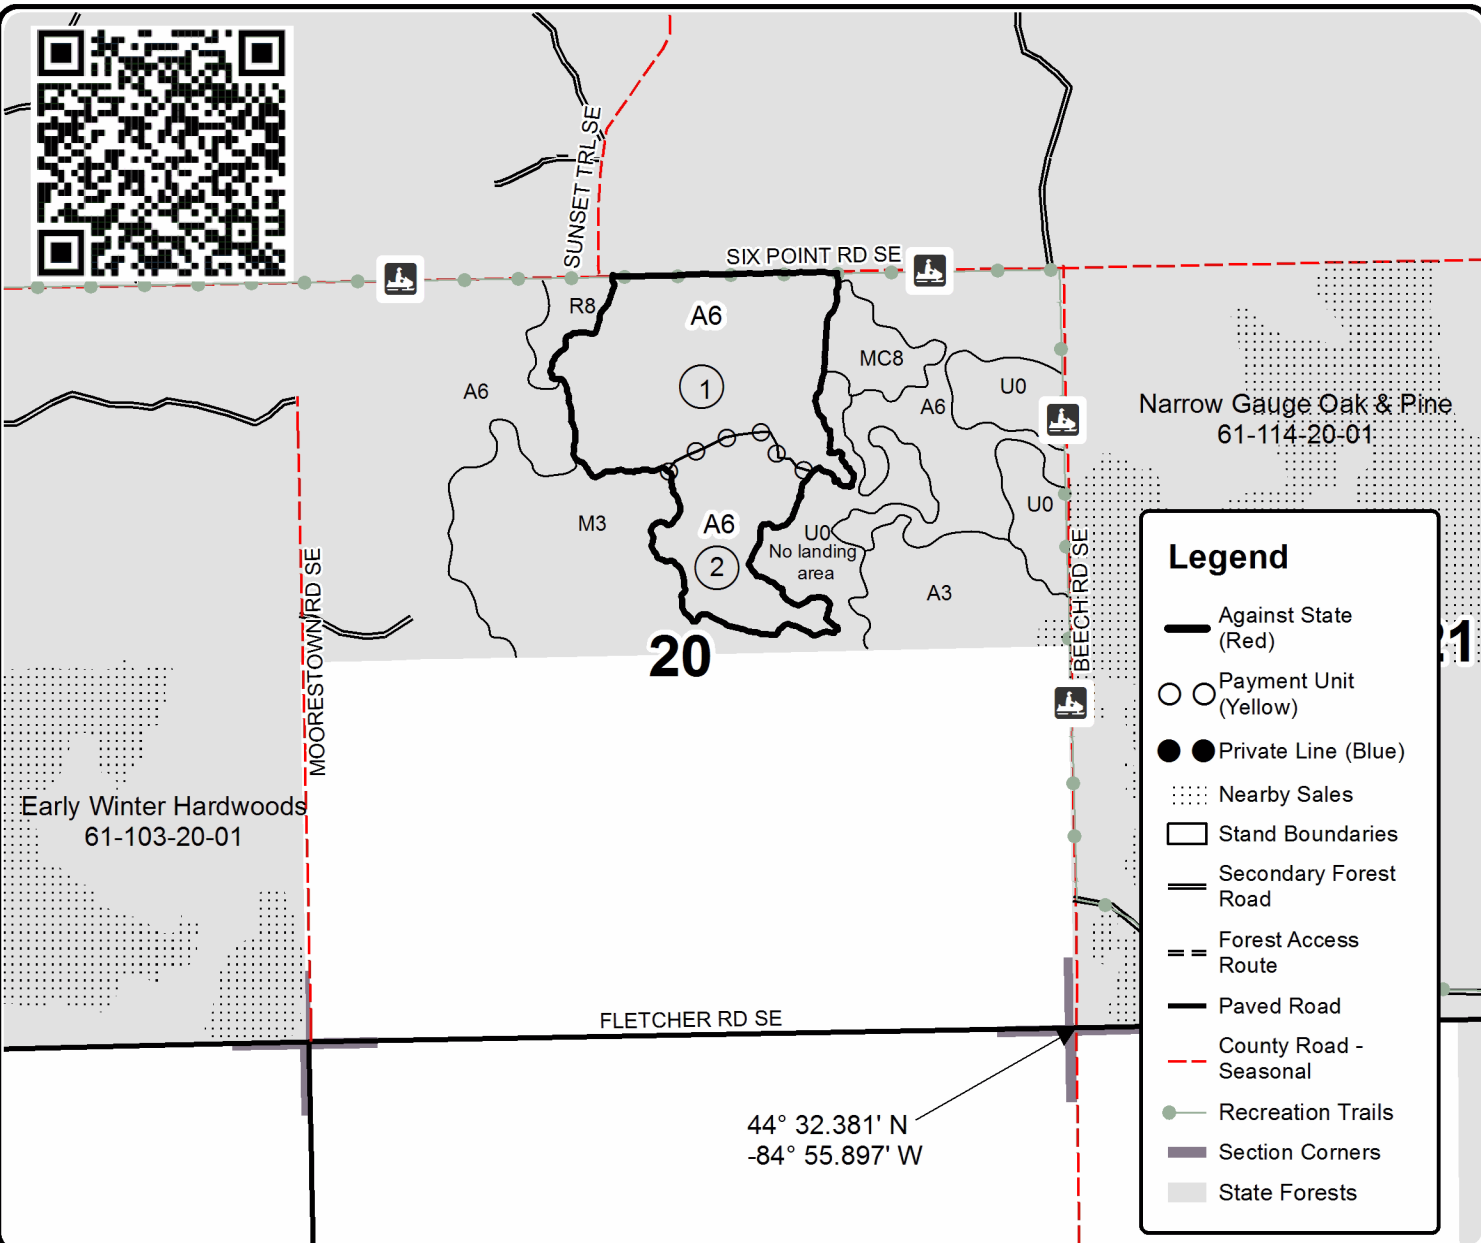 SUNSET TRL SE
SIX POINT RD SE
R8
A6
MC8
1
A6
A6
U0
Narrow Gauge Oak & Pine
61-114-20-01
U0
M3
A6
2
U0
No landing
area
A3
MOORESTOWN RD SE
BEECH RD SE
20
21
Early Winter Hardwoods
61-103-20-01
FLETCHER RD SE
44° 32.381' N
-84° 55.897' W
Legend
Against State
(Red)
Payment Unit
(Yellow)
Private Line (Blue)
Nearby Sales
Stand Boundaries
Secondary Forest
Road
Forest Access
Route
Paved Road
County Road -
Seasonal
Recreation Trails
Section Corners
State Forests